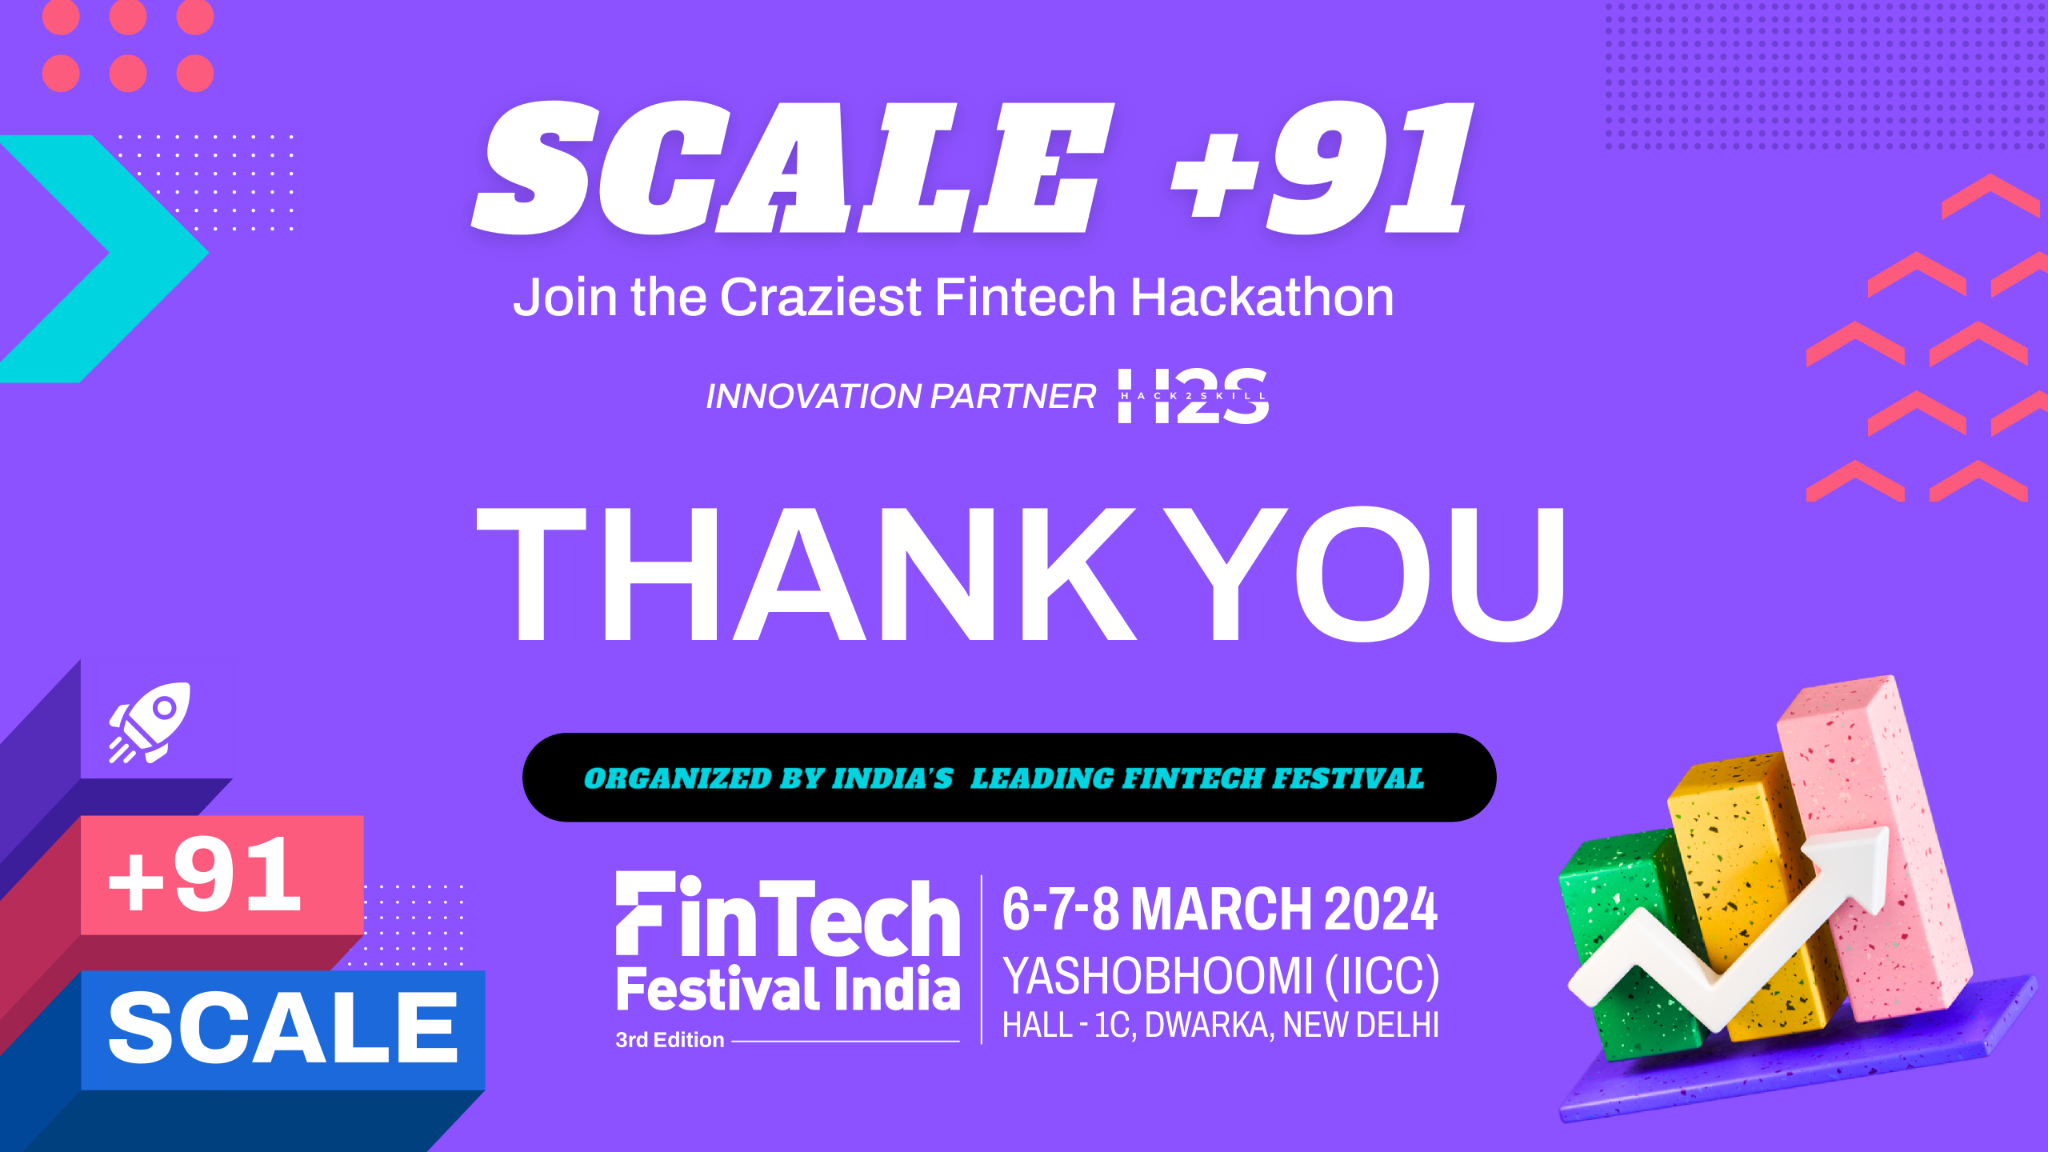 SCALE +91
Join the Craziest Fintech Hackathon
INNOVATION PARTNER H2S
HACK2SKILL
THANK YOU
ORGANIZED BY INDIA'S LEADING FINTECH FESTIVAL
+91
SCALE
FinTech
Festival India
3rd Edition
6-7-8 MARCH 2024
YASHOBHOOMI (IICC)
HALL - 1C, DWARKA, NEW DELHI